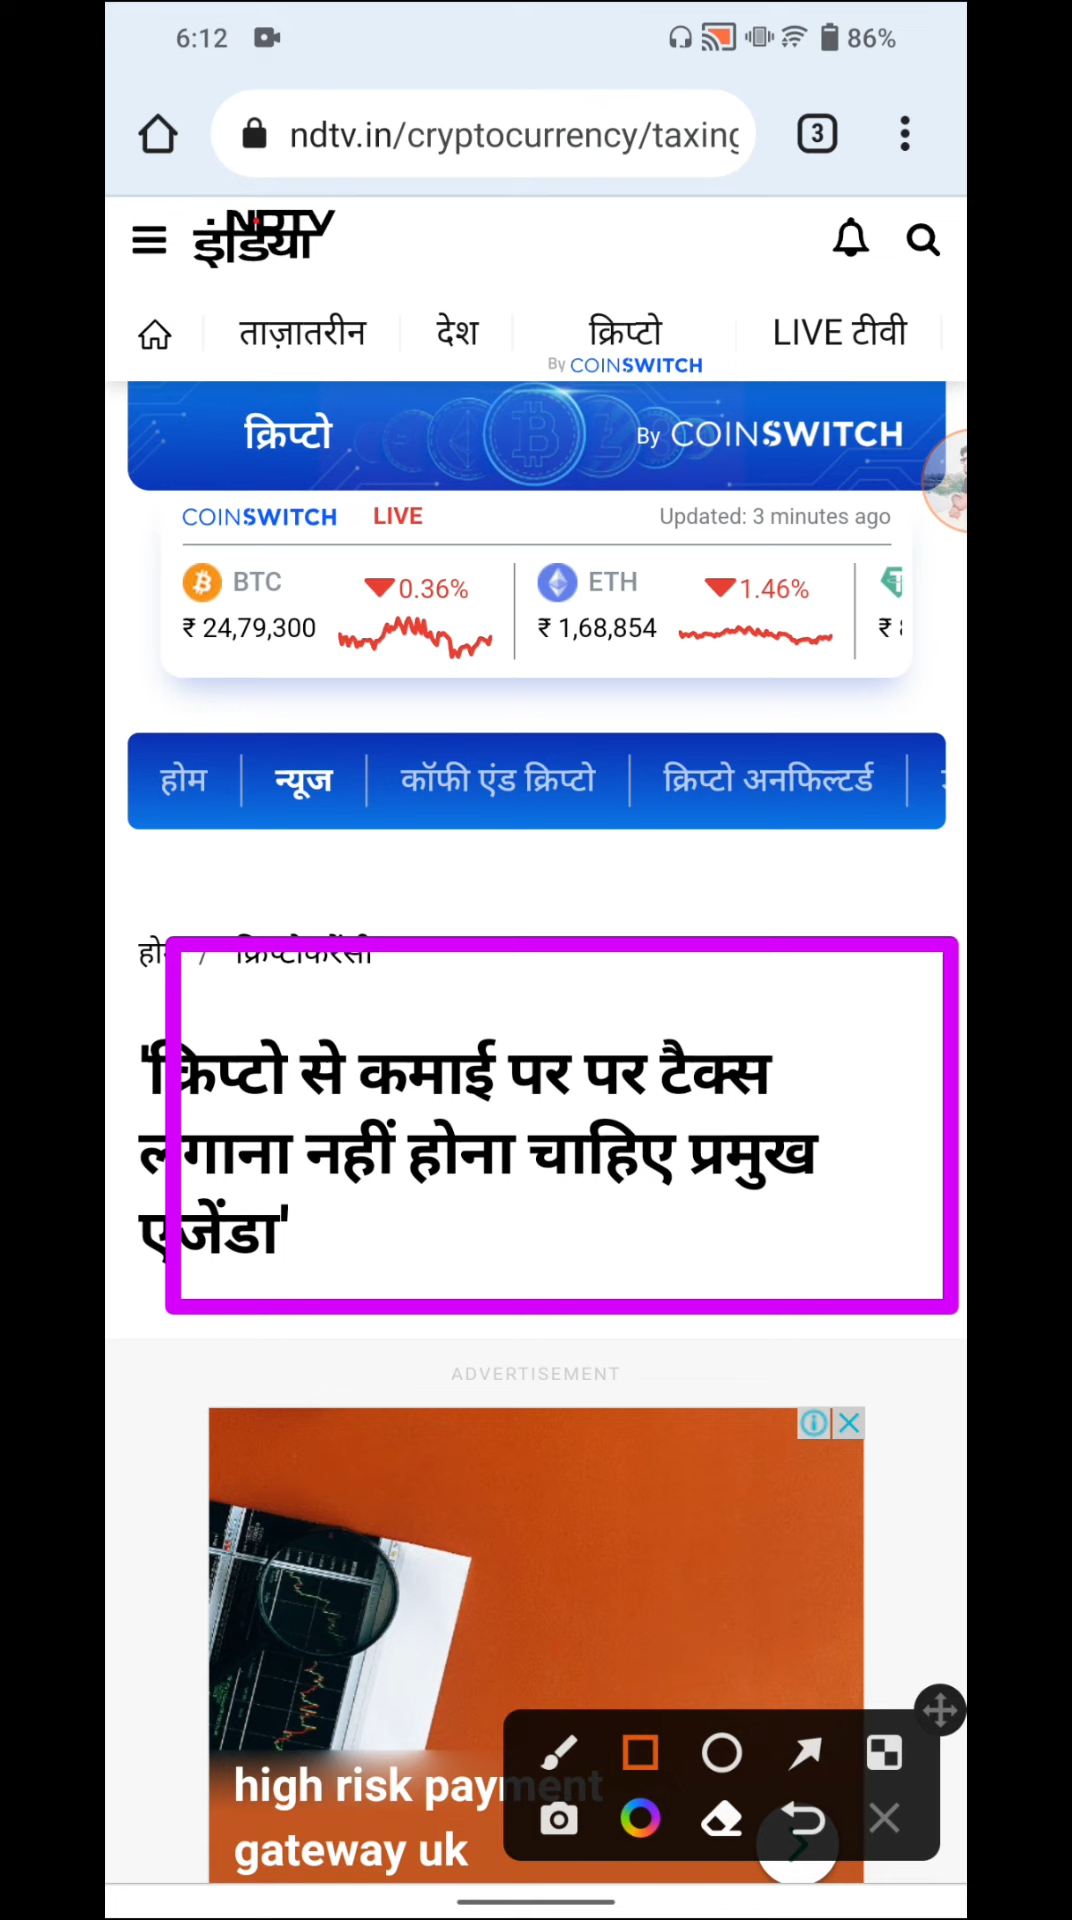 6:12
86%
ndtv.in/cryptocurrency/taxing
3
NDTV
इंडिया
ताज़ातरीन
देश
क्रिप्टो
LIVE टीवी
By COINSWITCH
क्रिप्टो
By COINSWITCH
COINSWITCH LIVE
Updated: 3 minutes ago
BTC
0.36%
ETH
1.46%
₹ 24,79,300
₹ 1,68,854
₹
होम
न्यूज
कॉफी एंड क्रिप्टो
क्रिप्टो अनफिल्टर्ड
/ क्रिप्टोकरेंसी
'क्रिप्टो से कमाई पर पर टैक्स
लगाना नहीं होना चाहिए प्रमुख
एजेंडा'
ADVERTISEMENT
high risk payment
gateway uk